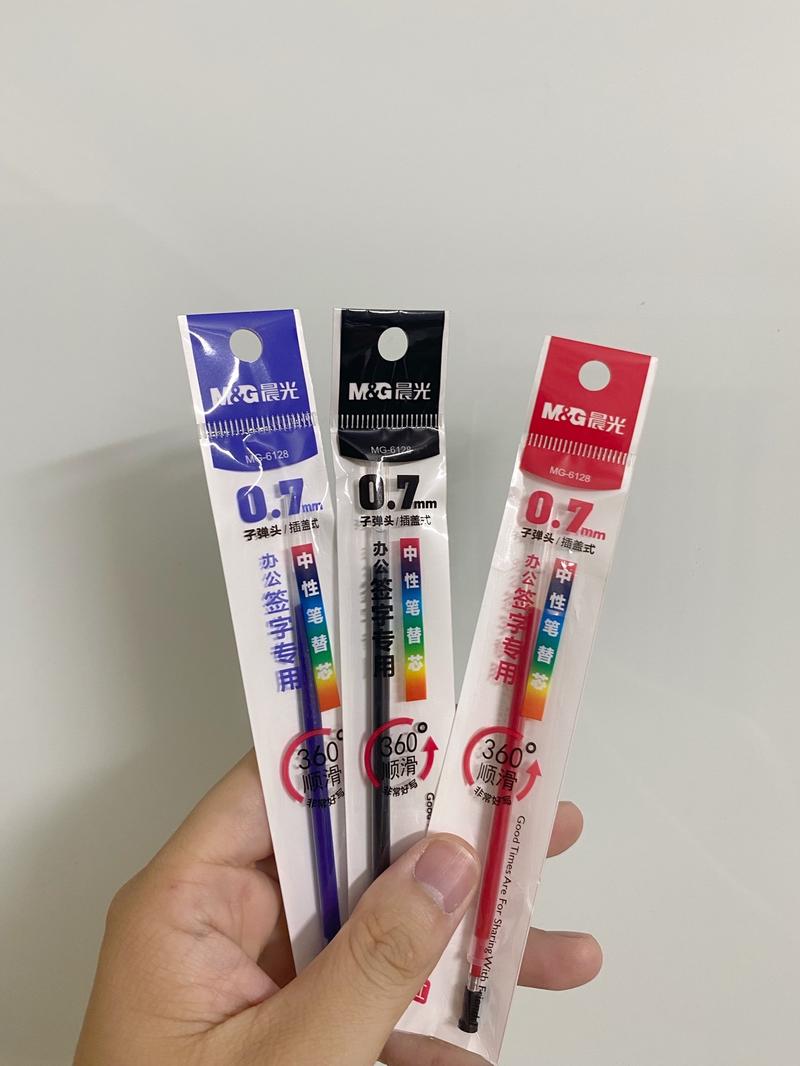 M&G晨光
MG-6128
0.7mm
子弹头/插盖式
办公签字专用
中性笔替芯
360°
顺滑
非常好写
M&G晨光
MG-6128
0.7mm
子弹头/插盖式
办公签字专用
中性笔替芯
360°
顺滑
非常好写
Good
M&G晨光
MG-6128
0.7mm
子弹头/插盖式
办公签字专用
中性笔替芯
360°
顺滑
非常好写
Good Times Are For Sharing With